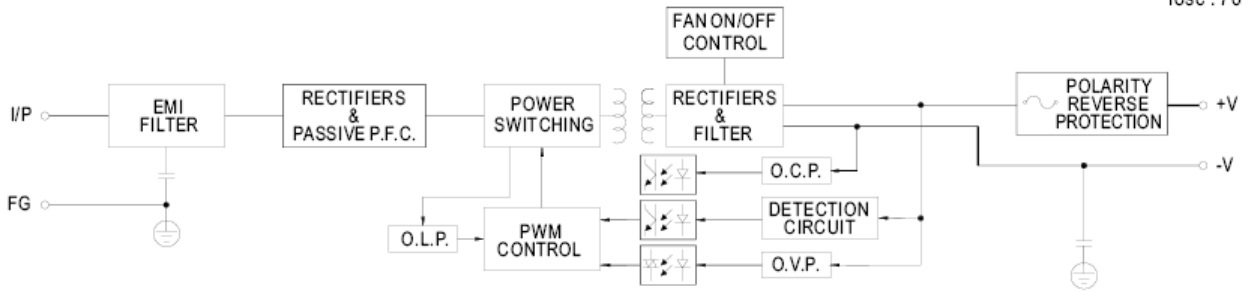 FAN ON/OFF
CONTROL
I/P
EMI
FILTER
RECTIFIERS
&
PASSIVE P.F.C.
POWER
SWITCHING
RECTIFIERS
&
FILTER
POLARITY
REVERSE
PROTECTION
+V
-V
FG
O.L.P.
PWM
CONTROL
O.C.P.
DETECTION
CIRCUIT
O.V.P.